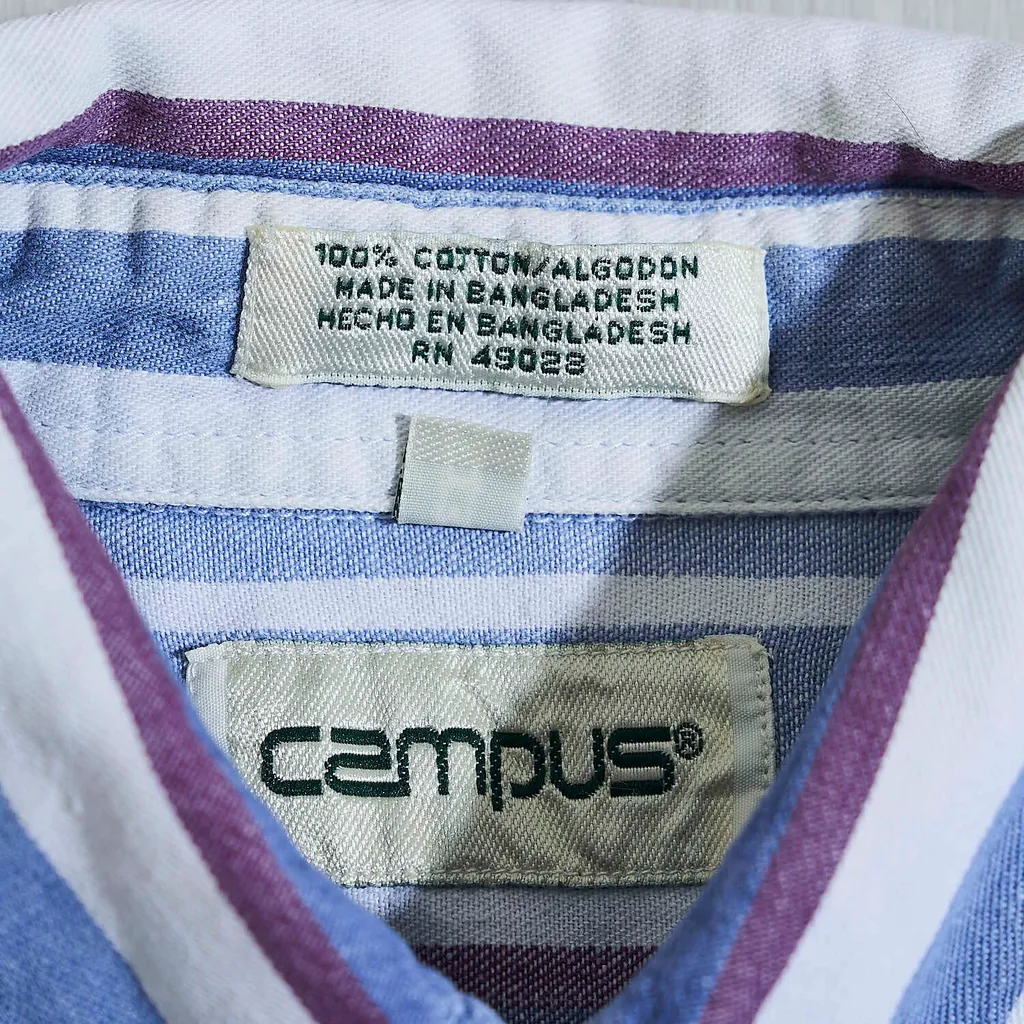 100% COTTON/ALGODON
MADE IN BANGLADESH
HECHO EN BANGLADESH
RN 49028
campus®